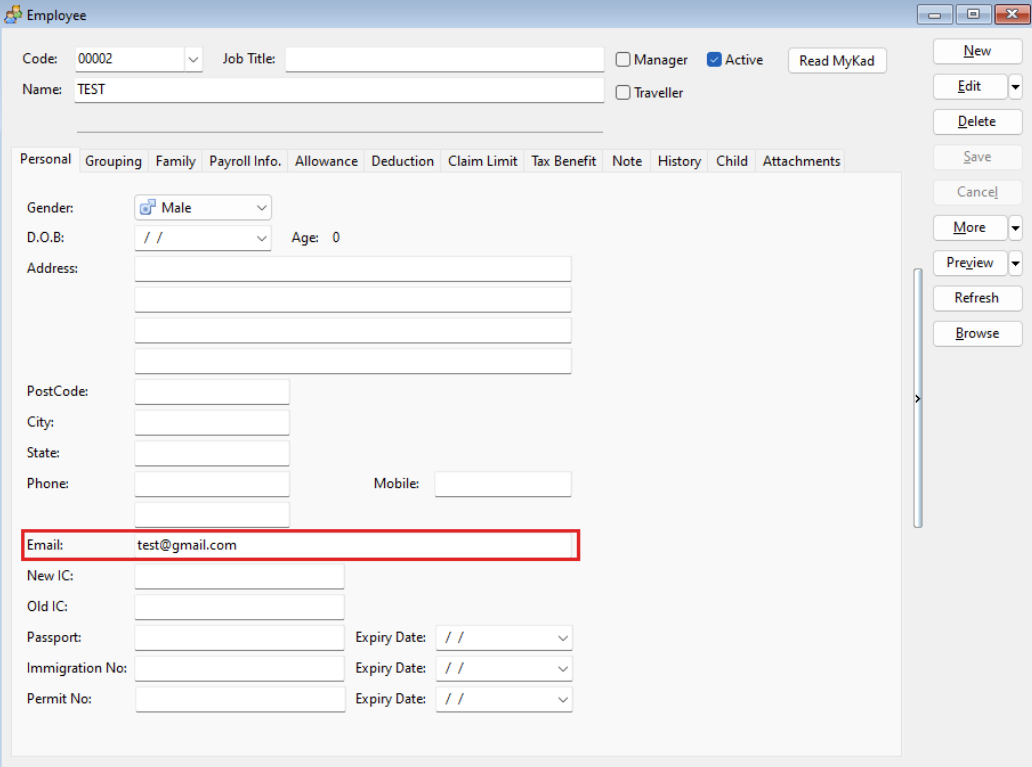 Employee
Code: 00002 Job Title: Manager Active Read MyKad New
Name: TEST Traveller Edit
Delete
Personal Grouping Family Payroll Info. Allowance Deduction Claim Limit Tax Benefit Note History Child Attachments Save
Cancel
Gender: Male More
D.O.B: / / Age: 0 Preview
Address: Refresh
Browse
PostCode:
City:
State:
Phone: Mobile:
Email: test@gmail.com
New IC:
Old IC:
Passport: Expiry Date: / /
Immigration No: Expiry Date: / /
Permit No: Expiry Date: / /